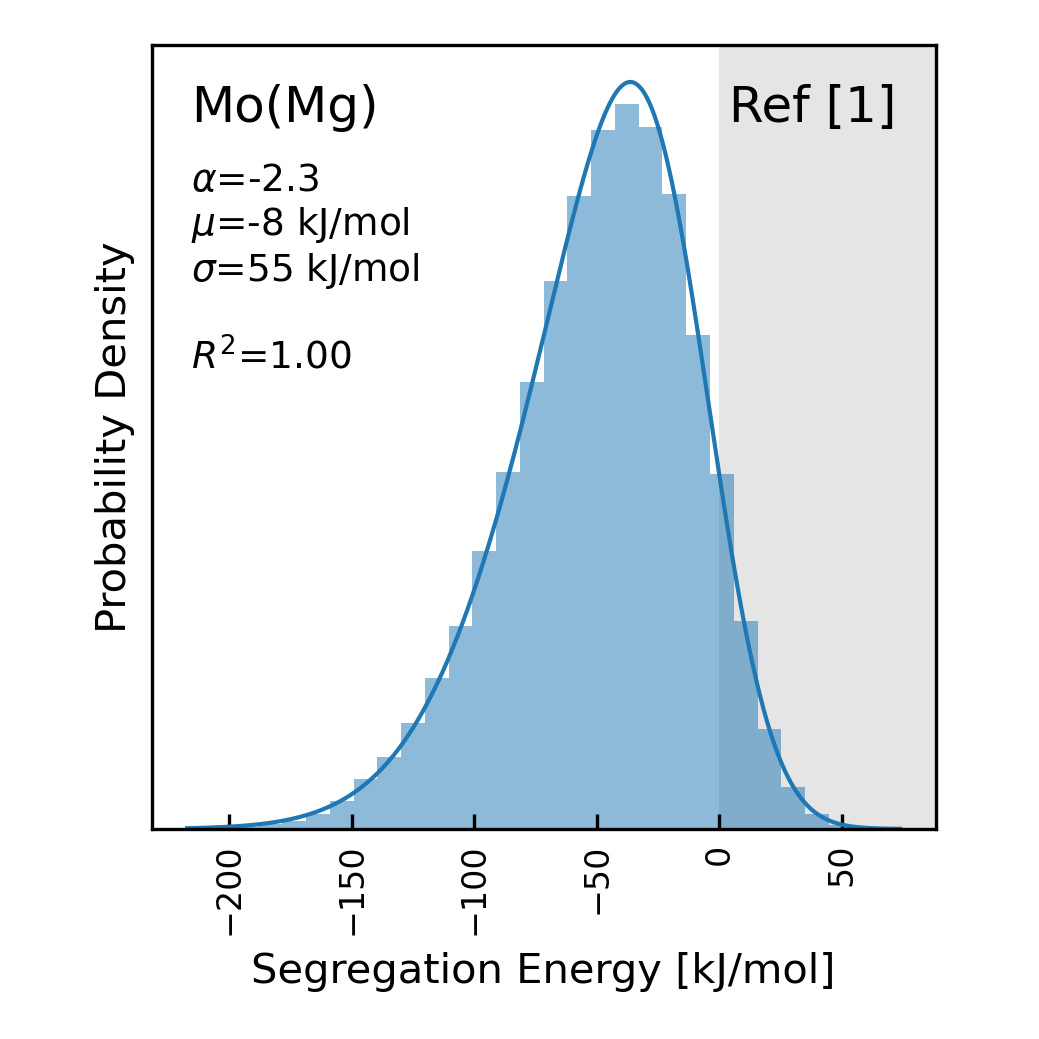 Mo(Mg)
Ref [1]
α=-2.3
μ=-8 kJ/mol
σ=55 kJ/mol
R²=1.00
Probability Density
−200
−150
−100
−50
0
50
Segregation Energy [kJ/mol]